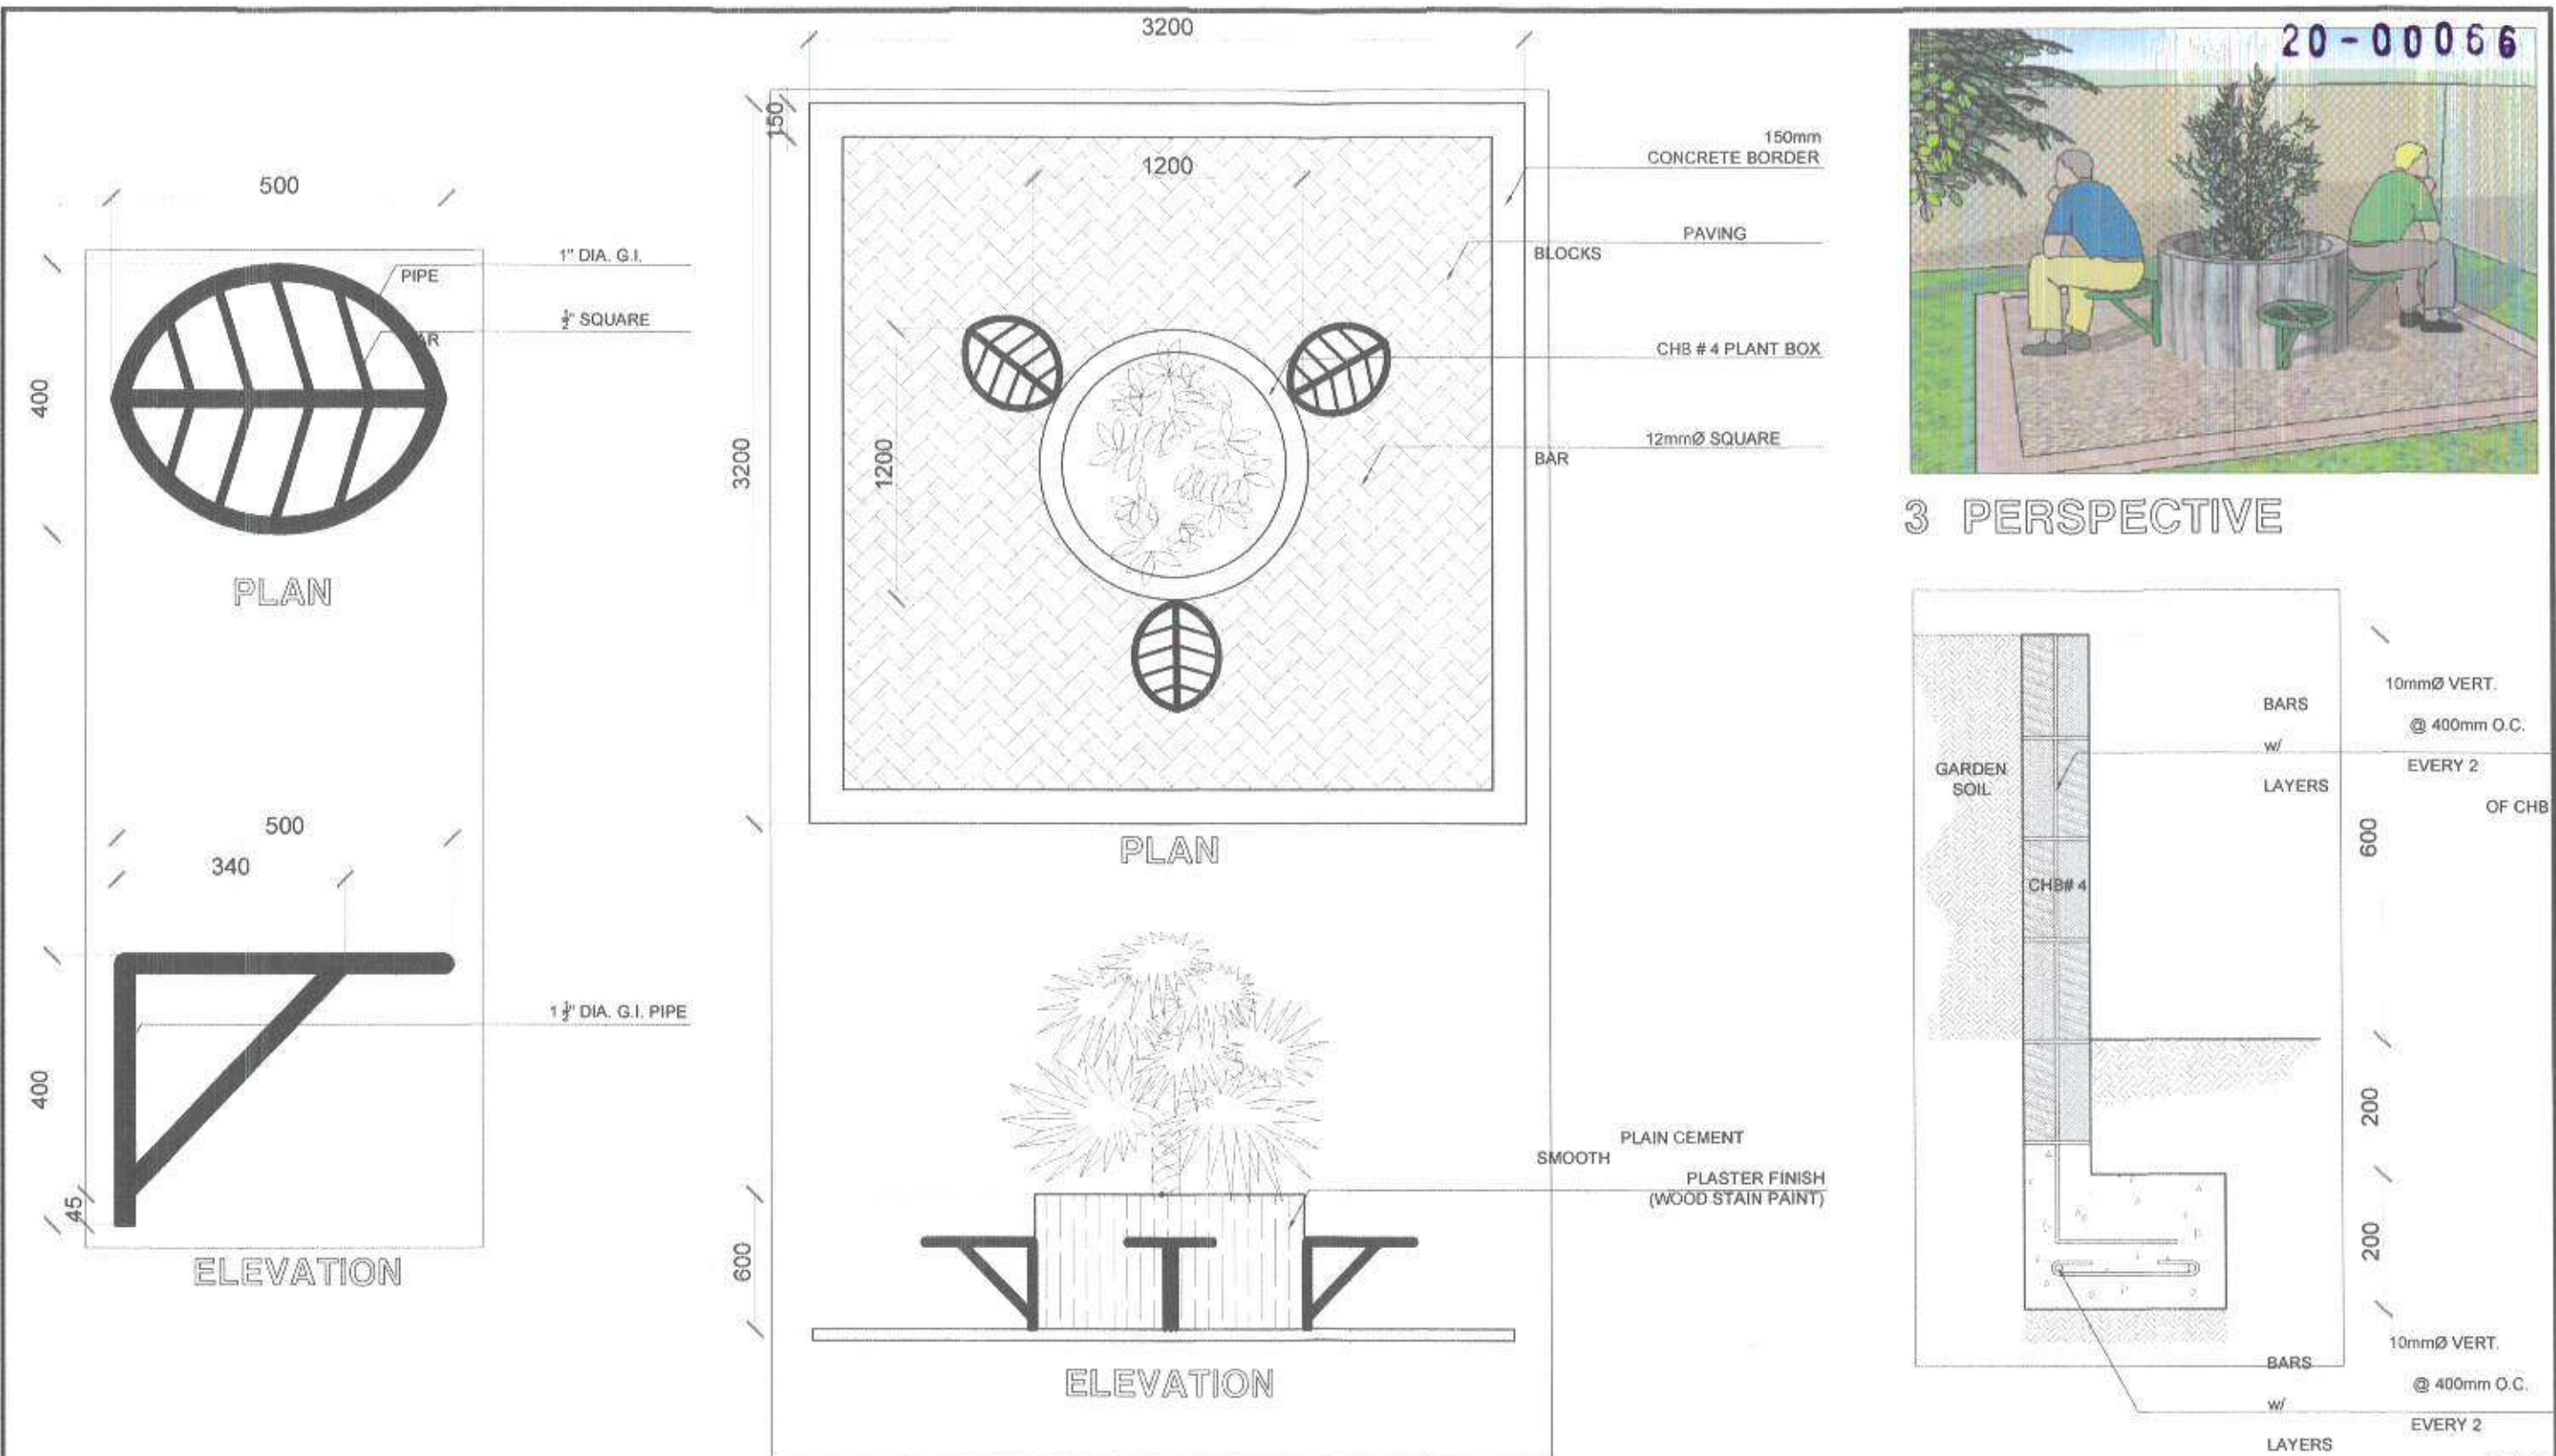 500
1" DIA. G.I.
PIPE
½" SQUARE
AR
400
PLAN
500
340
1 ½" DIA. G.I. PIPE
400
45
ELEVATION
3200
150
1200
150mm
CONCRETE BORDER
PAVING
BLOCKS
CHB # 4 PLANT BOX
12mmØ SQUARE
BAR
3200
1200
PLAN
PLAIN CEMENT
SMOOTH
PLASTER FINISH
(WOOD STAIN PAINT)
600
ELEVATION
20-00066
3 PERSPECTIVE
10mmØ VERT.
BARS
@ 400mm O.C.
w/
EVERY 2
LAYERS
OF CHB
GARDEN
SOIL
600
CHB# 4
200
200
10mmØ VERT.
BARS
@ 400mm O.C.
w/
EVERY 2
LAYERS